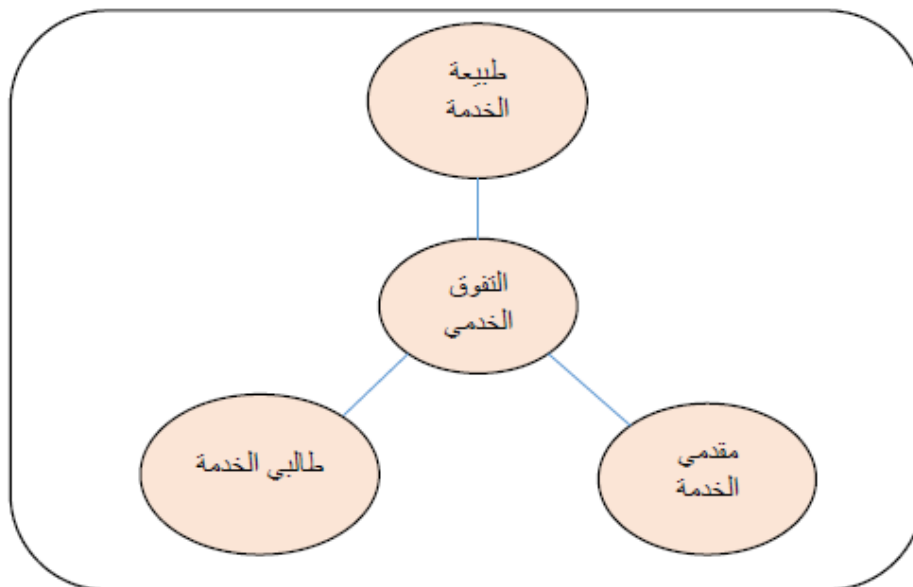 طبيعة
الخدمة
التفوق
الخدمي
مقدمي
الخدمة
طالبي الخدمة